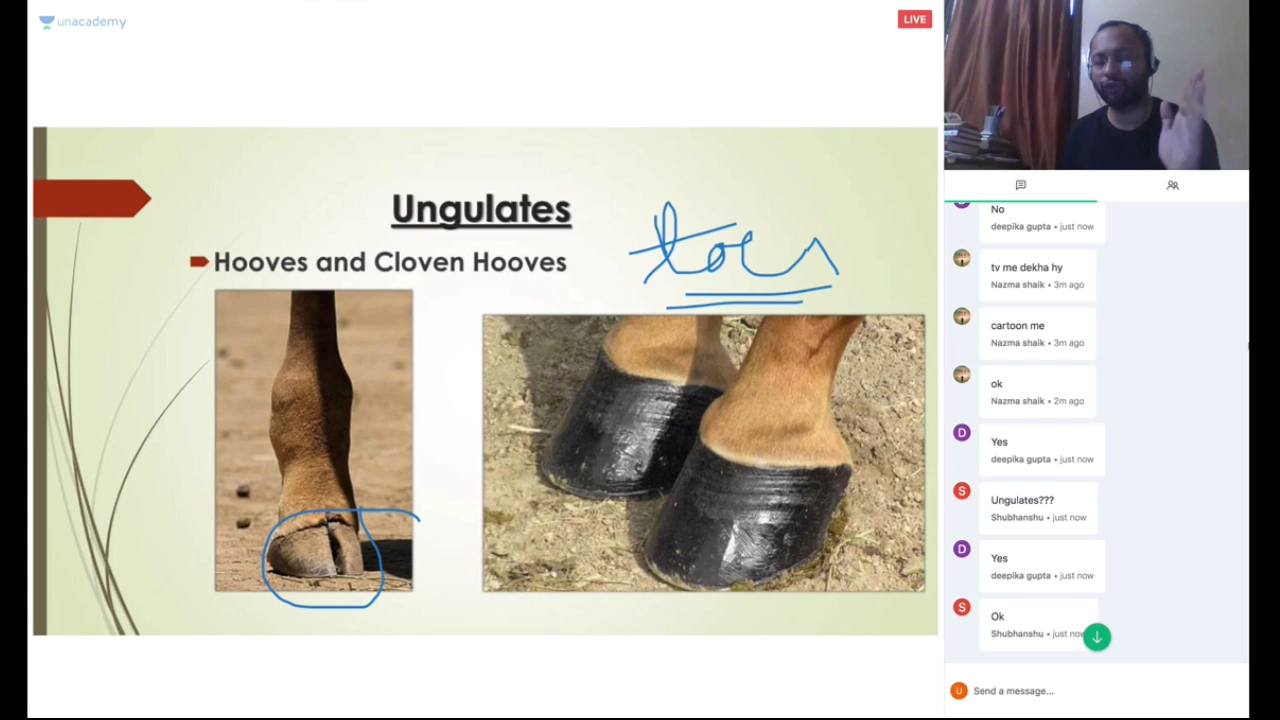 unacademy
LIVE
Ungulates
toes
Hooves and Cloven Hooves
No
deepika gupta • just now
tv me dekha hy
Nazma shaik • 3m ago
cartoon me
Nazma shaik • 3m ago
ok
Nazma shaik • 2m ago
D
Yes
deepika gupta • just now
S
Ungulates???
Shubhanshu • just now
D
Yes
deepika gupta • just now
S
Ok
Shubhanshu • just now
U
Send a message...